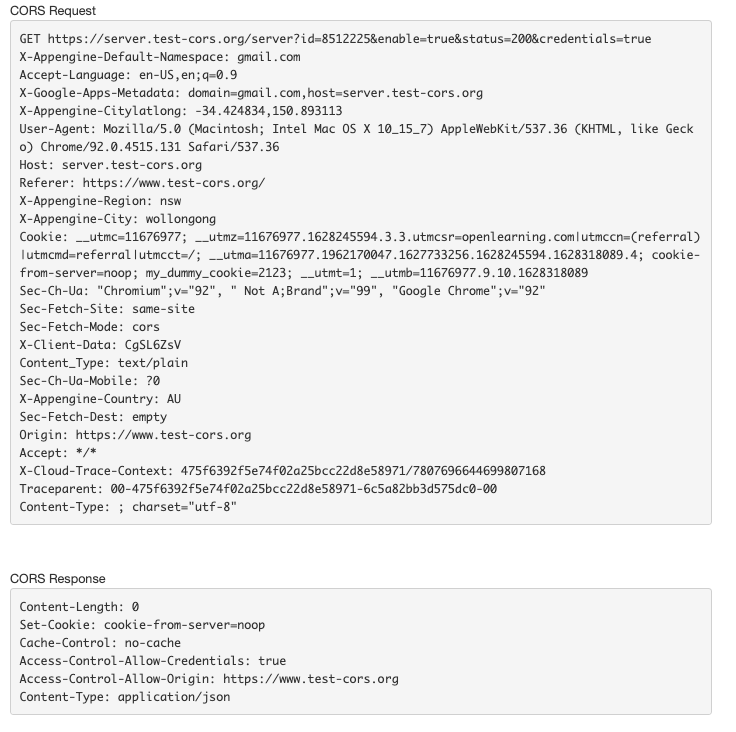 CORS Request
GET https://server.test-cors.org/server?id=8512225&enable=true&status=200&credentials=true
X-Appengine-Default-Namespace: gmail.com
Accept-Language: en-US,en;q=0.9
X-Google-Apps-Metadata: domain=gmail.com,host=server.test-cors.org
X-Appengine-Citylatlong: -34.424834,150.893113
User-Agent: Mozilla/5.0 (Macintosh; Intel Mac OS X 10_15_7) AppleWebKit/537.36 (KHTML, like Geck
o) Chrome/92.0.4515.131 Safari/537.36
Host: server.test-cors.org
Referer: https://www.test-cors.org/
X-Appengine-Region: nsw
X-Appengine-City: wollongong
Cookie: __utmc=11676977; __utmz=11676977.1628245594.3.3.utmcsr=openlearning.com|utmccn=(referral)
|utmcmd=referral|utmcct=/; __utma=11676977.1962170047.1627733256.1628245594.1628318089.4; cookie-
from-server=noop; my_dummy_cookie=2123; __utmt=1; __utmb=11676977.9.10.1628318089
Sec-Ch-Ua: "Chromium";v="92", " Not A;Brand";v="99", "Google Chrome";v="92"
Sec-Fetch-Site: same-site
Sec-Fetch-Mode: cors
X-Client-Data: CgSL6ZsV
Content_Type: text/plain
Sec-Ch-Ua-Mobile: ?0
X-Appengine-Country: AU
Sec-Fetch-Dest: empty
Origin: https://www.test-cors.org
Accept: */*
X-Cloud-Trace-Context: 475f6392f5e74f02a25bcc22d8e58971/7807696644699807168
Traceparent: 00-475f6392f5e74f02a25bcc22d8e58971-6c5a82bb3d575dc0-00
Content-Type: ; charset="utf-8"
CORS Response
Content-Length: 0
Set-Cookie: cookie-from-server=noop
Cache-Control: no-cache
Access-Control-Allow-Credentials: true
Access-Control-Allow-Origin: https://www.test-cors.org
Content-Type: application/json